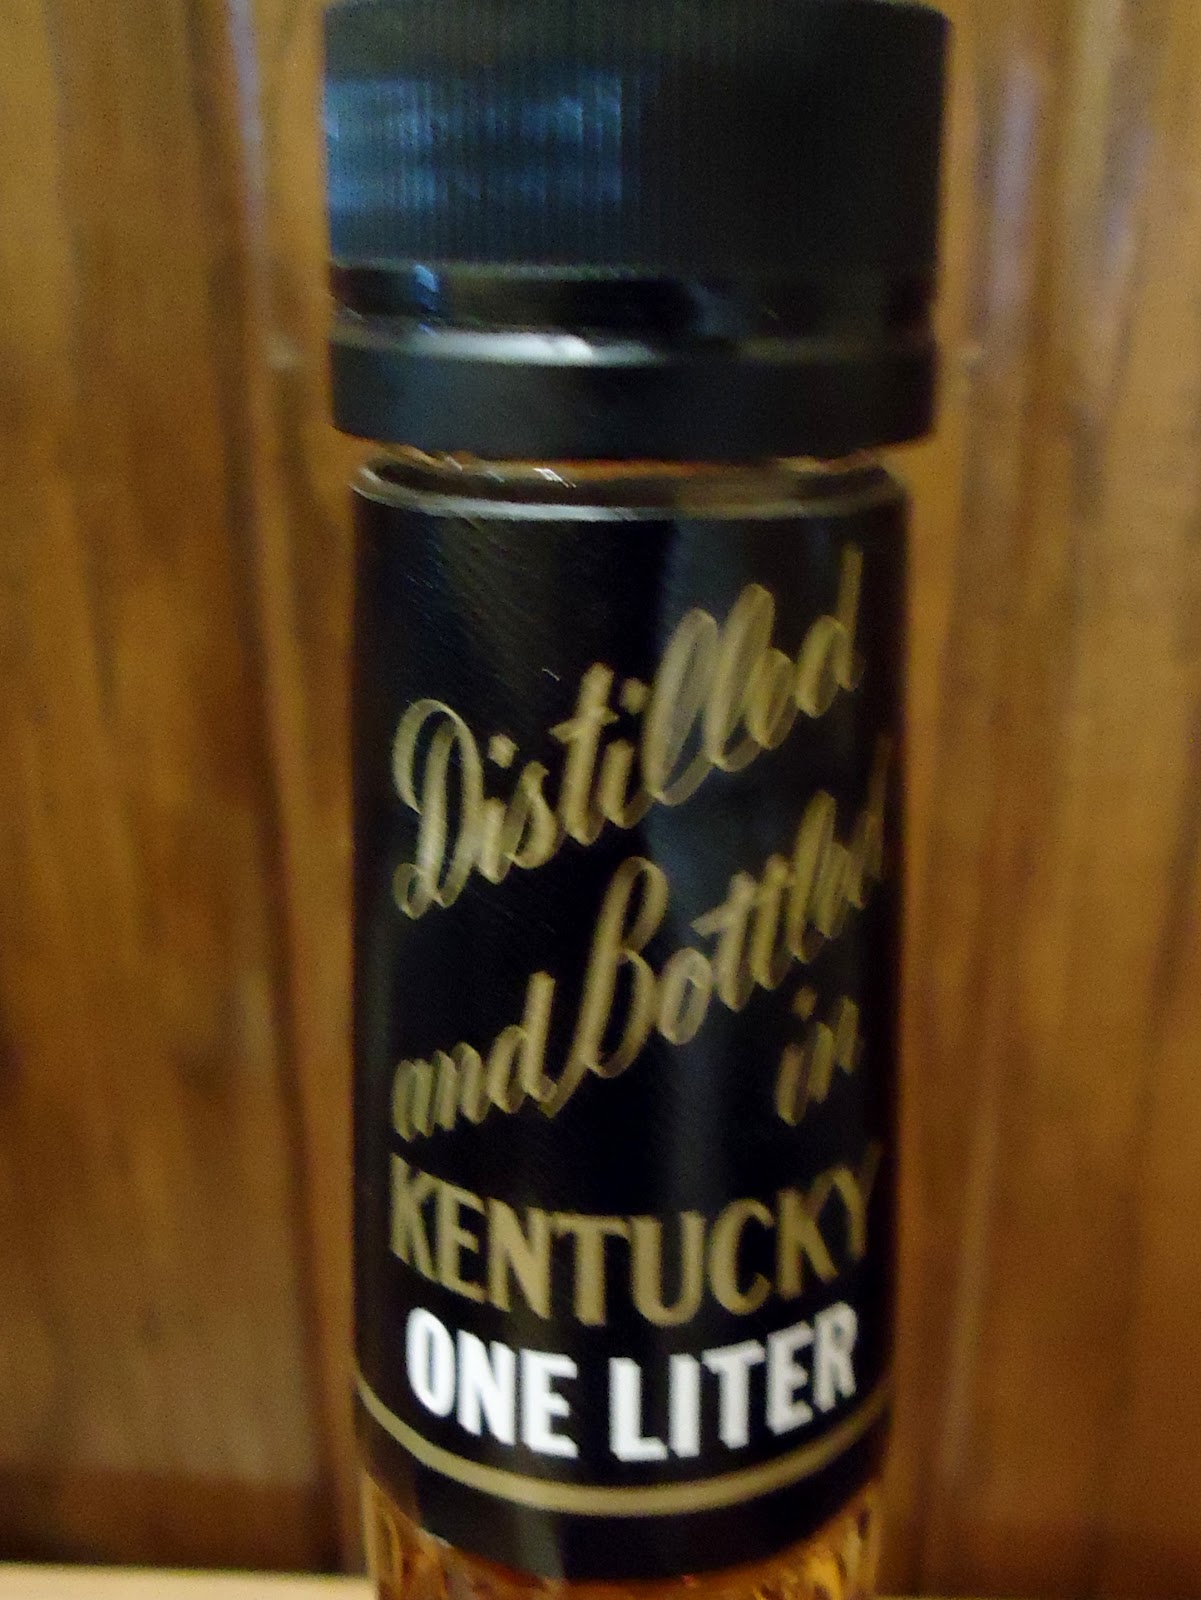 Distilled
and Bottled
in
KENTUCKY
ONE LITER